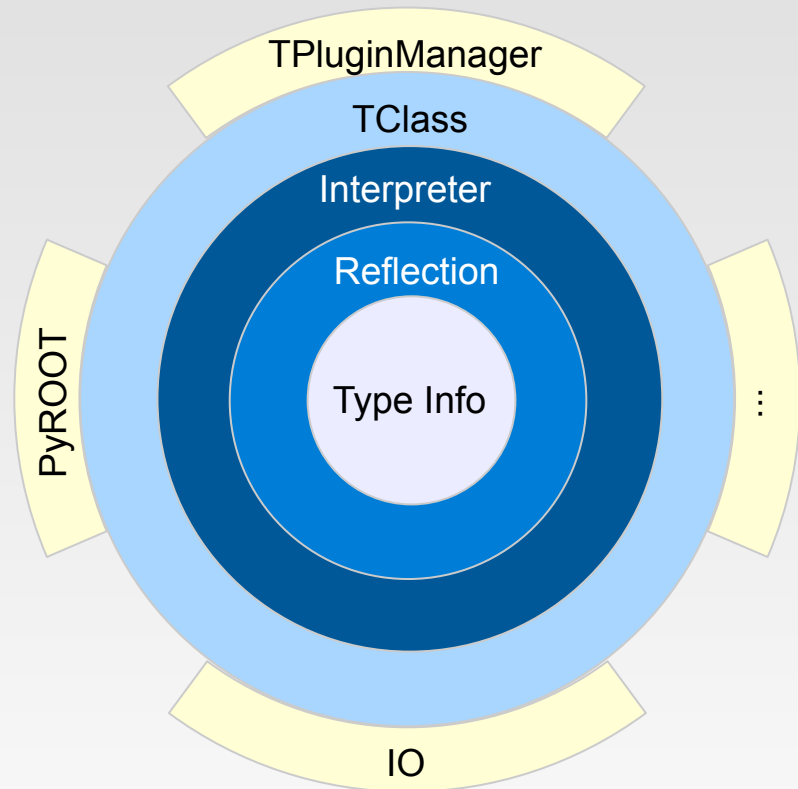 TPluginManager
TClass
Interpreter
Reflection
Type Info
PyROOT
...
IO